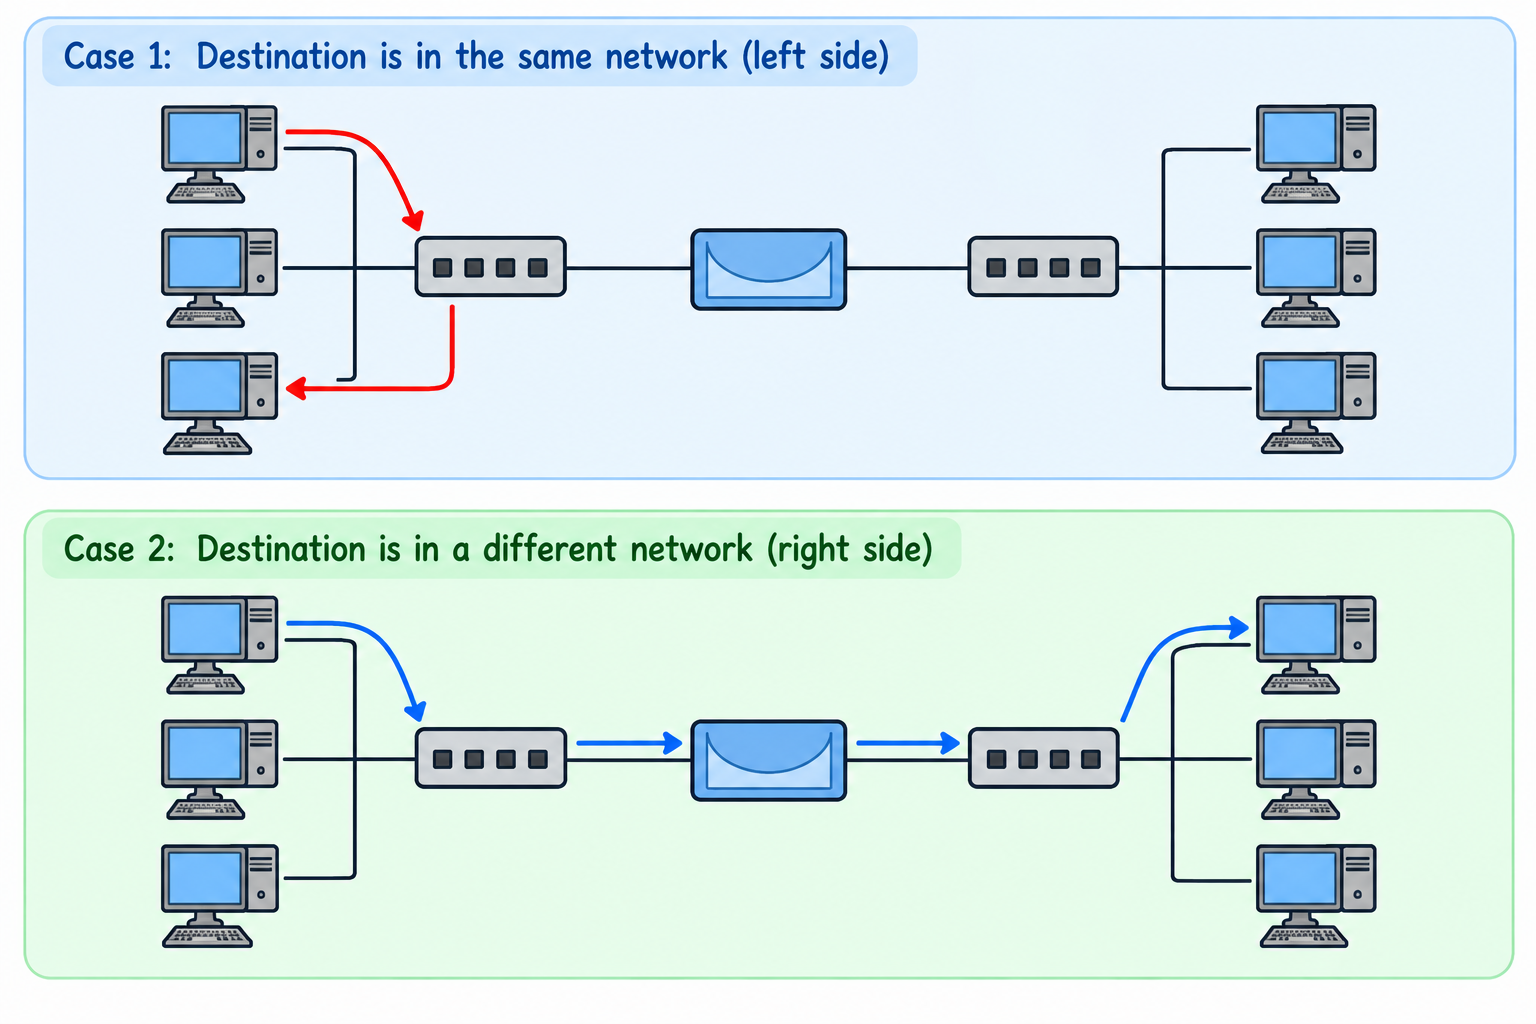 Case 1: Destination is in the same network (left side)
Case 2: Destination is in a different network (right side)